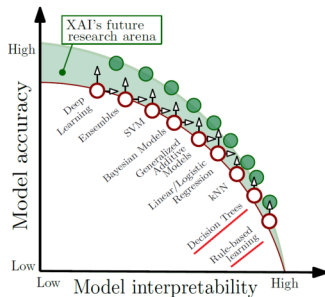 High
XAI's future
research arena
Model accuracy
Deep
Learning
Ensembles
SVM
Bayesian Models
Generalized
Additive
Models
Linear/Logistic
Regression
kNN
Decision Trees
Rule-based
learning
Low
Low
Model interpretability
High